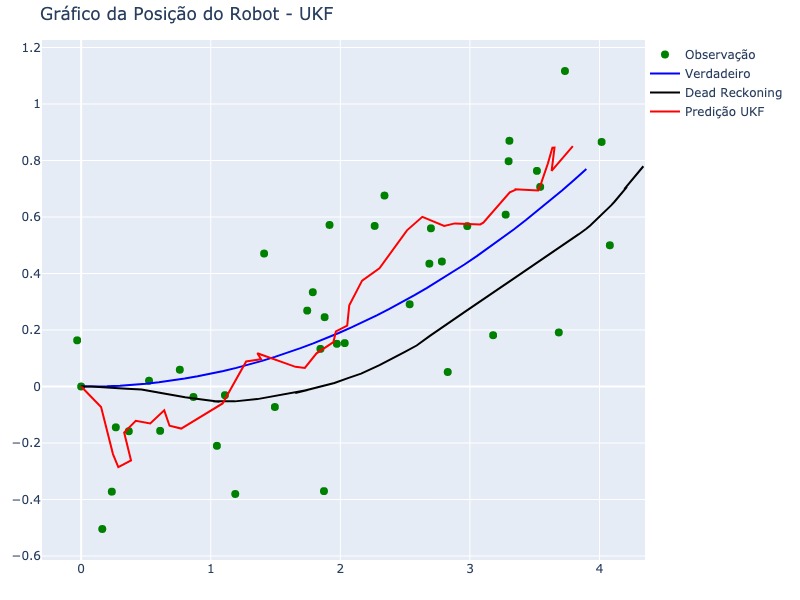 Gráfico da Posição do Robot - UKF
Observação
Verdadeiro
Dead Reckoning
Predição UKF
1.2
1
0.8
0.6
0.4
0.2
0
−0.2
−0.4
−0.6
0 1 2 3 4